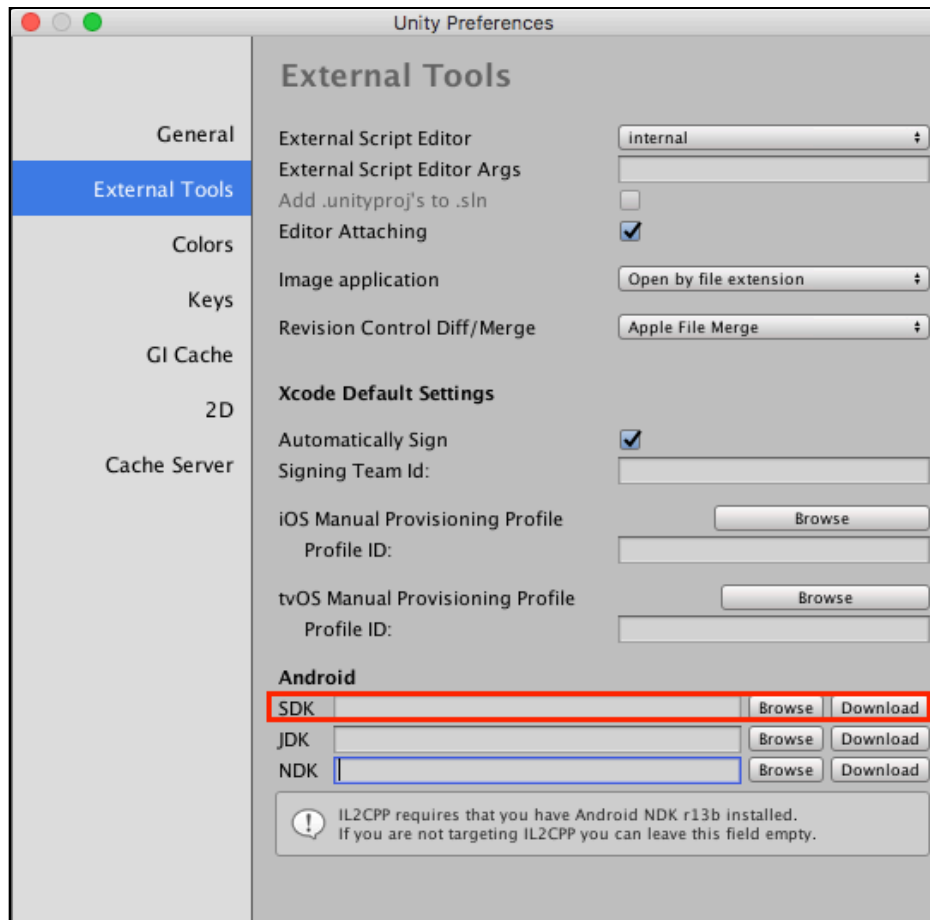 Unity Preferences
General
External Tools
Colors
Keys
GI Cache
2D
Cache Server
External Tools
External Script Editor internal
External Script Editor Args
Add .unityproj's to .sln
Editor Attaching
Image application Open by file extension
Revision Control Diff/Merge Apple File Merge
Xcode Default Settings
Automatically Sign
Signing Team Id:
iOS Manual Provisioning Profile Browse
Profile ID:
tvOS Manual Provisioning Profile Browse
Profile ID:
Android
SDK Browse Download
JDK Browse Download
NDK Browse Download
IL2CPP requires that you have Android NDK r13b installed.
If you are not targeting IL2CPP you can leave this field empty.